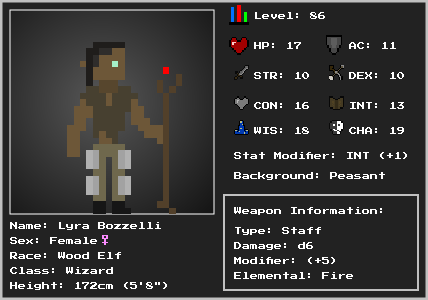 Level: 86
HP: 17 AC: 11
STR: 10 DEX: 10
CON: 16 INT: 13
WIS: 18 CHA: 19
Stat Modifier: INT (+1)
Background: Peasant
Name: Lyra Bozzelli
Sex: Female♀
Race: Wood Elf
Class: Wizard
Height: 172cm (5'8")
Weapon Information:
Type: Staff
Damage: d6
Modifier: (+5)
Elemental: Fire